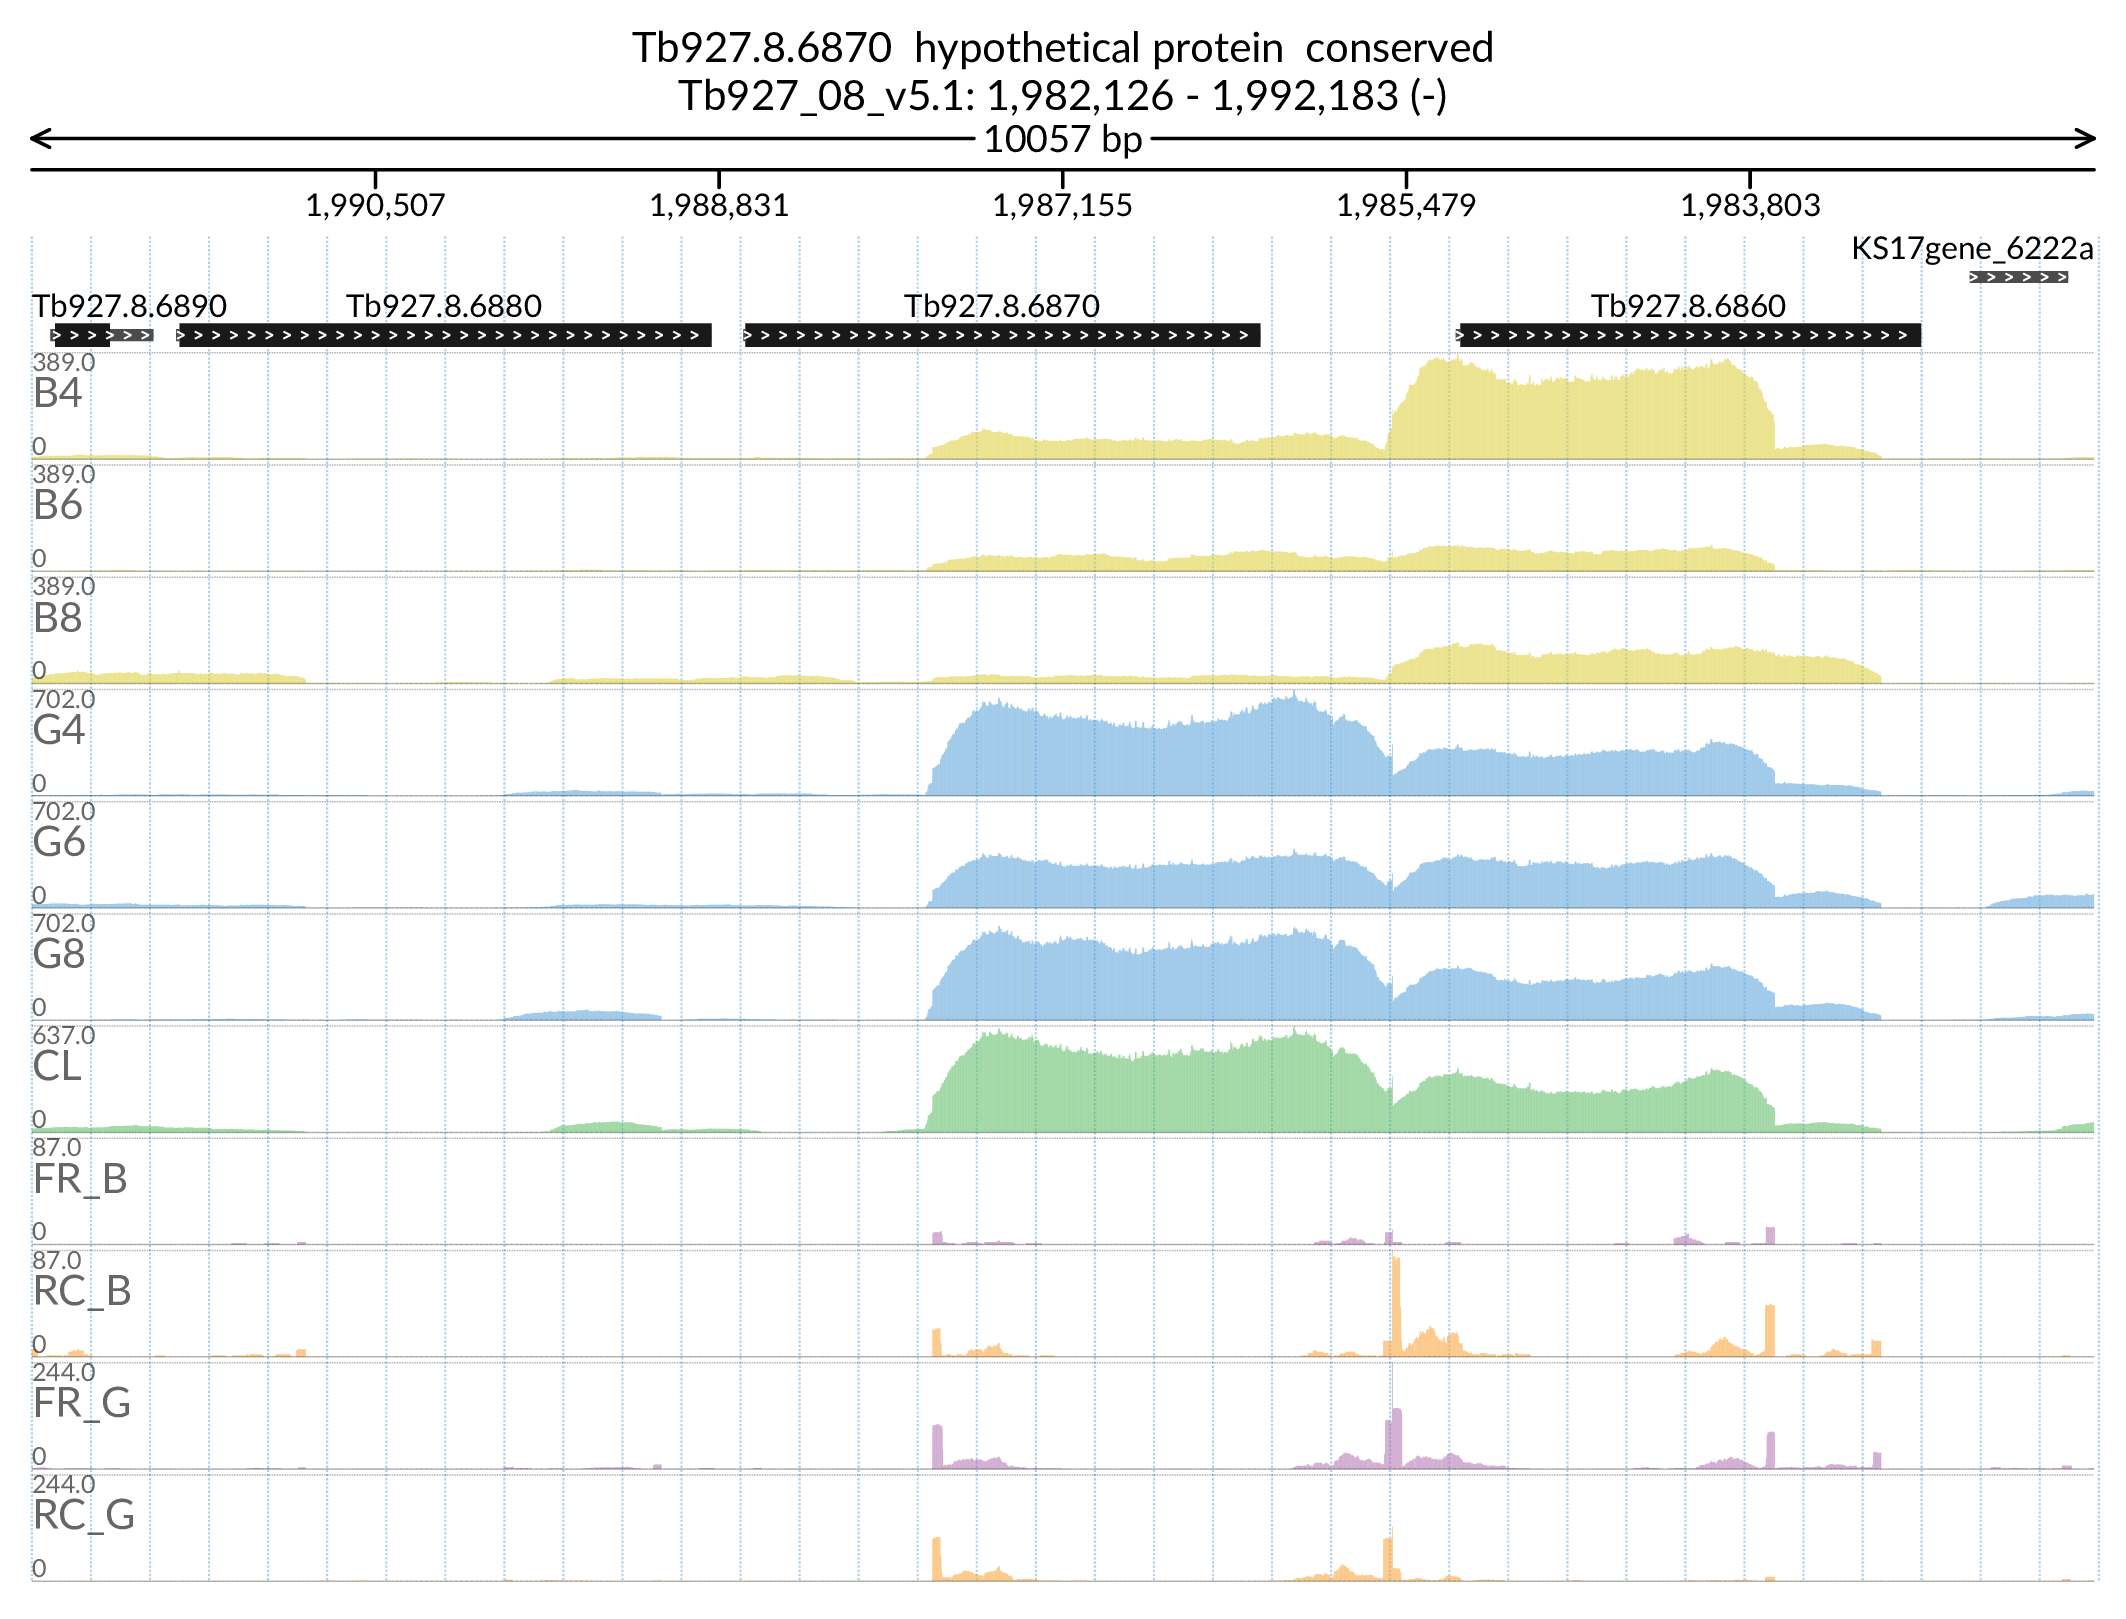 Tb927.8.6870 hypothetical protein conserved
Tb927_08_v5.1: 1,982,126 - 1,992,183 (-)
10057 bp
1,990,507 1,988,831 1,987,155 1,985,479 1,983,803
KS17gene_6222a
Tb927.8.6890 Tb927.8.6880 Tb927.8.6870 Tb927.8.6860
389.0
B4
0
389.0
B6
0
389.0
B8
0
702.0
G4
0
702.0
G6
0
702.0
G8
0
637.0
CL
0
87.0
FR_B
0
87.0
RC_B
0
244.0
FR_G
0
244.0
RC_G
0